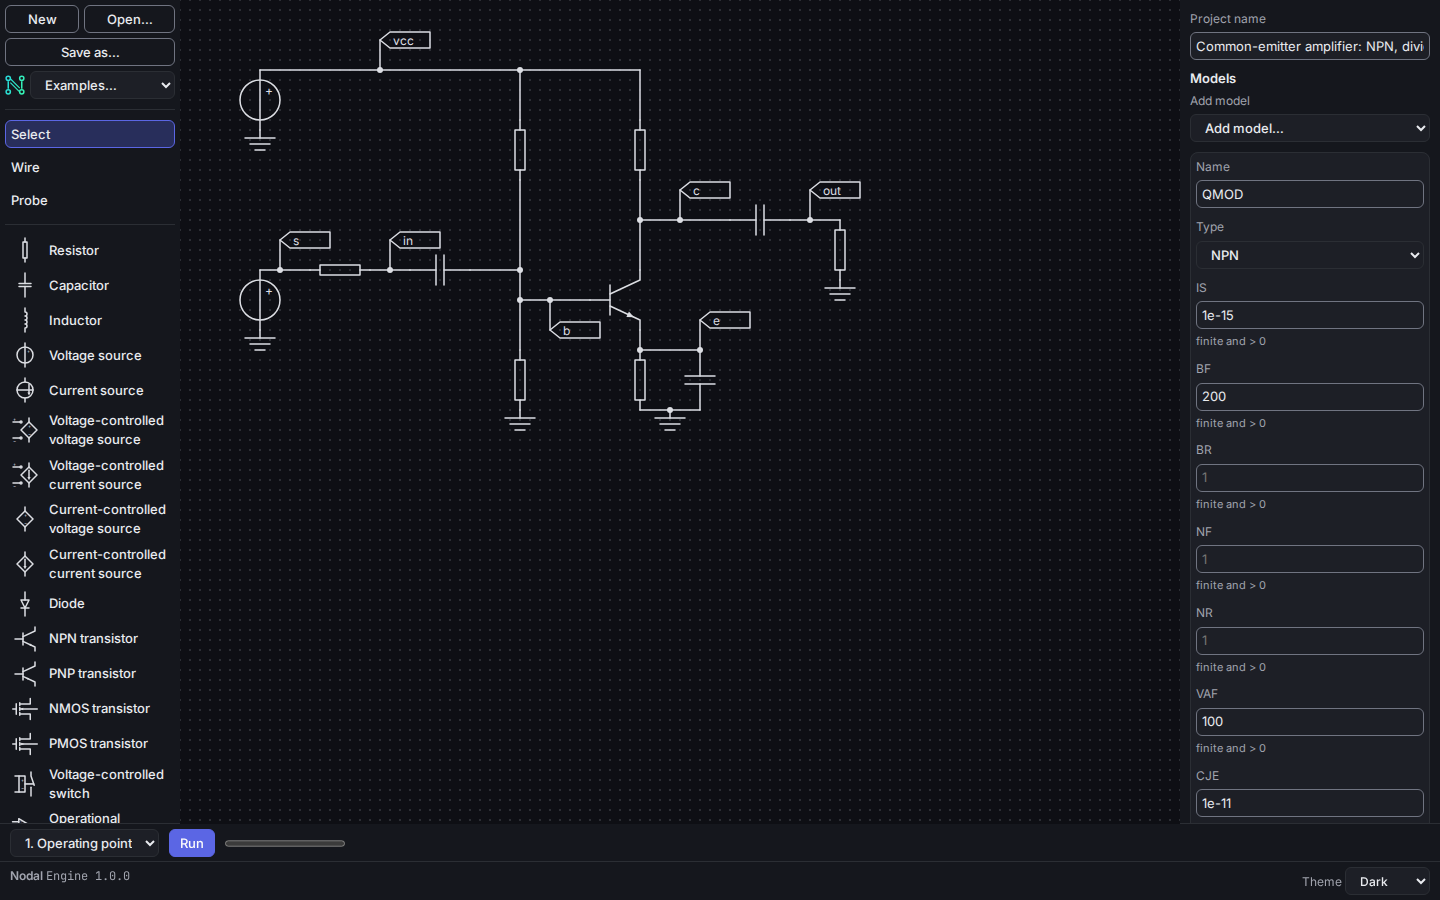 New
Open...
Save as...
Examples...
Select
Wire
Probe
Resistor
Capacitor
Inductor
Voltage source
Current source
Voltage-controlled
voltage source
Voltage-controlled
current source
Current-controlled
voltage source
Current-controlled
current source
Diode
NPN transistor
PNP transistor
NMOS transistor
PMOS transistor
Voltage-controlled
switch
Operational
vcc
+
s
in
+
b
c
out
e
Project name
Common-emitter amplifier: NPN, divi
Models
Add model
Add model...
Name
QMOD
Type
NPN
IS
1e-15
finite and > 0
BF
200
finite and > 0
BR
1
finite and > 0
NF
1
finite and > 0
NR
1
finite and > 0
VAF
100
finite and > 0
CJE
1e-11
1. Operating point
Run
Nodal Engine 1.0.0
Theme
Dark